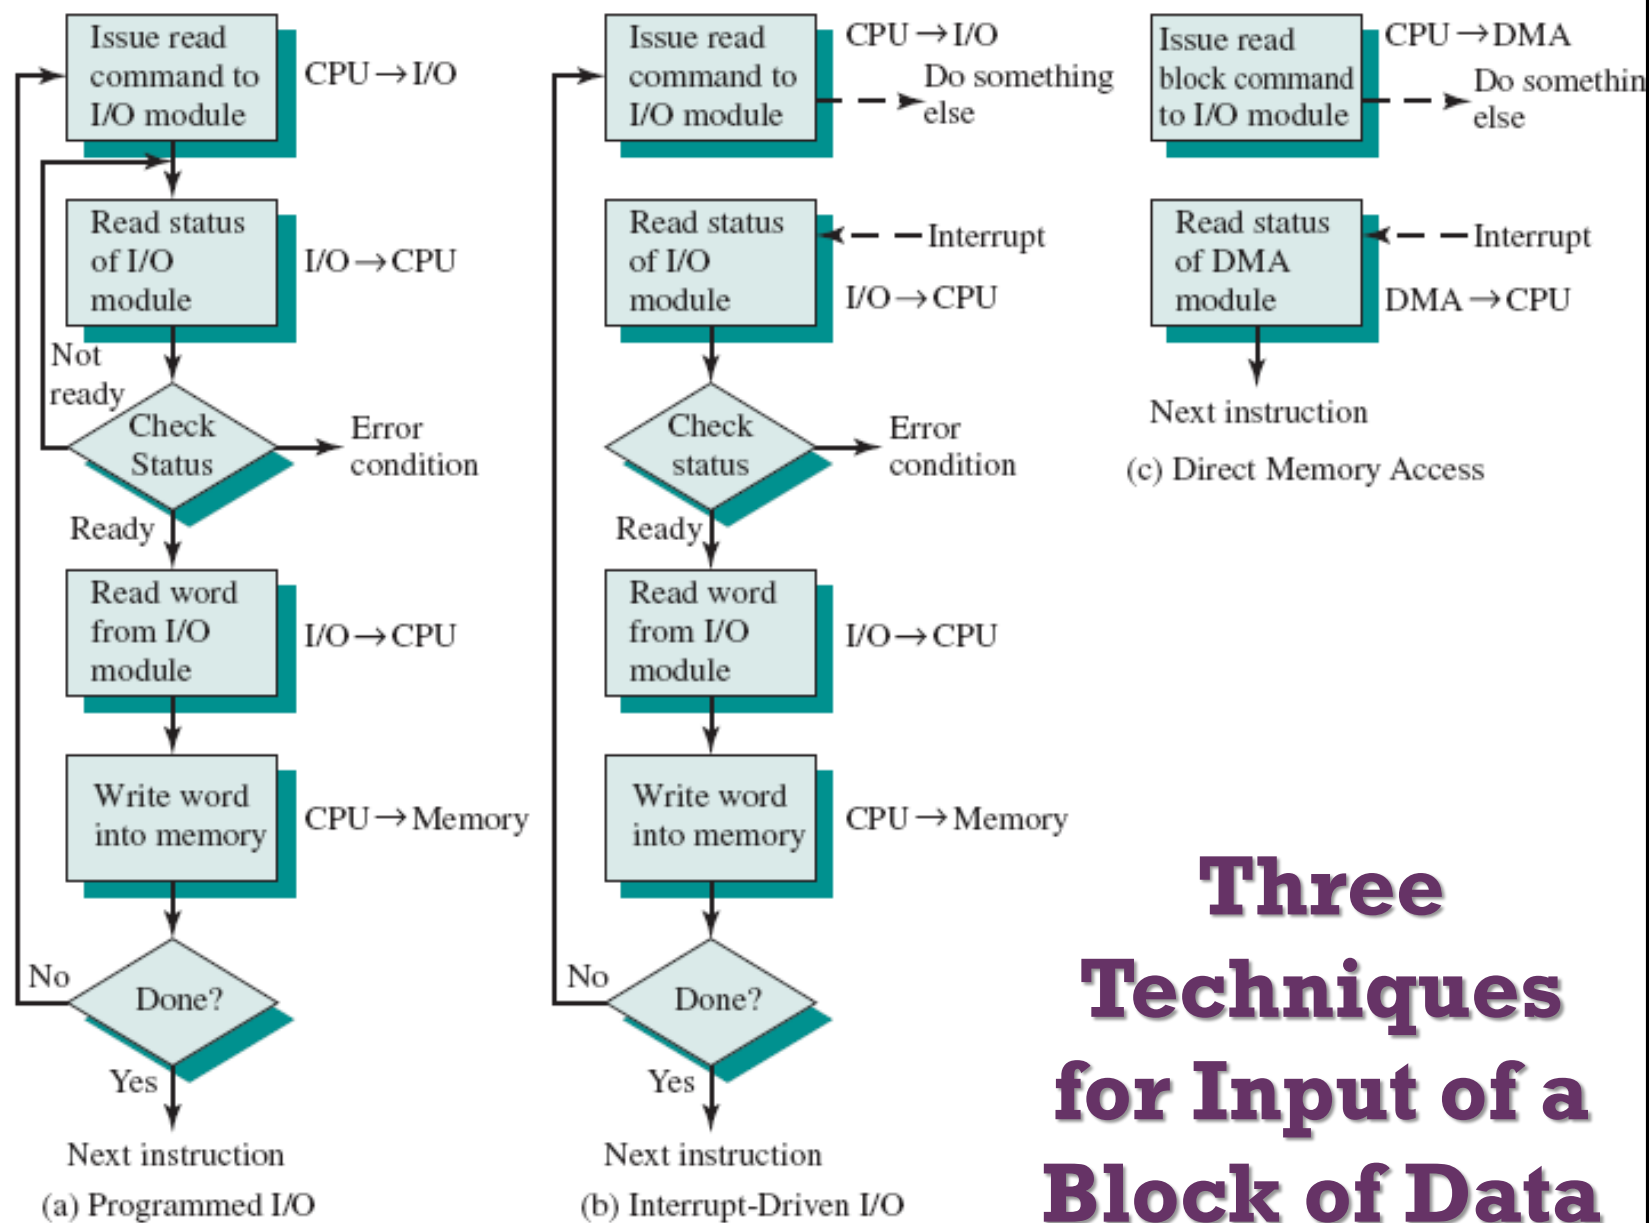 Issue read
command to
I/O module
CPU→I/O
Read status
of I/O
module
I/O→CPU
Not
ready
Check
Status
Error
condition
Ready
Read word
from I/O
module
I/O→CPU
Write word
into memory
CPU→Memory
No
Done?
Yes
Next instruction
(a) Programmed I/O
Issue read
command to
I/O module
CPU→I/O
Do something
else
Read status
of I/O
module
Interrupt
I/O→CPU
Check
status
Error
condition
Ready
Read word
from I/O
module
I/O→CPU
Write word
into memory
CPU→Memory
No
Done?
Yes
Next instruction
(b) Interrupt-Driven I/O
Issue read
block command
to I/O module
CPU→DMA
Do somethin
else
Read status
of DMA
module
Interrupt
DMA→CPU
Next instruction
(c) Direct Memory Access
Three
Techniques
for Input of a
Block of Data